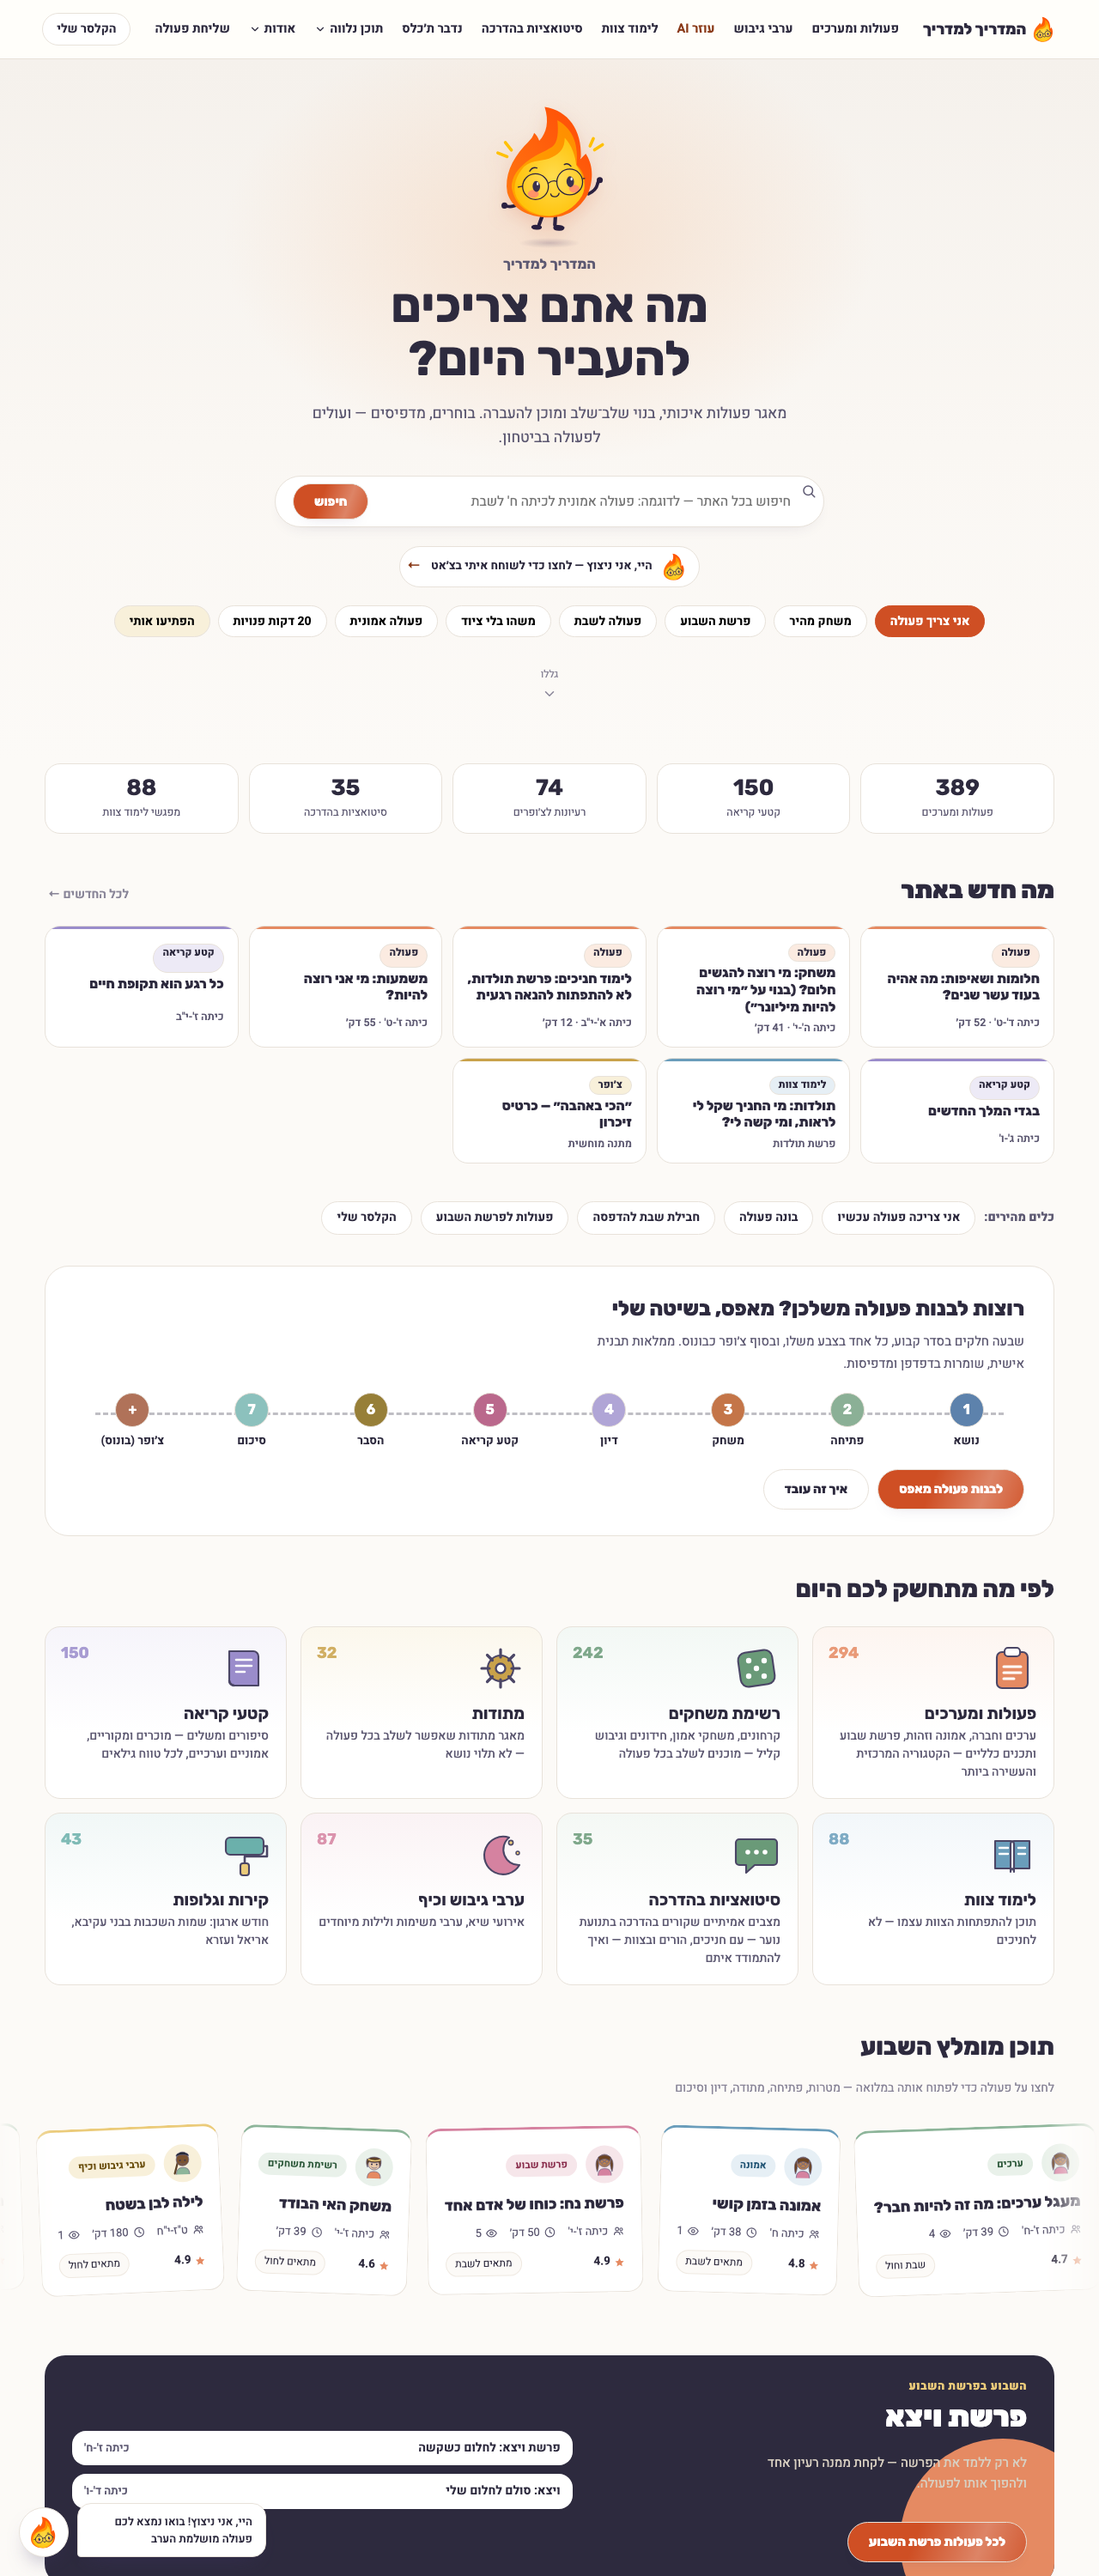 המדריך למדריך
פעולות ומערכים
ערבי גיבוש
עוזר AI
לימוד צוות
סיטואציות בהדרכה
נדבר ת׳כלס
תוכן נלווה
אודות
שליחת פעולה
הקלסר שלי
המדריך למדריך
מה אתם צריכים
להעביר היום?
מאגר פעולות איכותי, בנוי שלב־שלב ומוכן להעברה. בוחרים, מדפיסים — ועולים
לפעולה בביטחון.
חיפוש בכל האתר — לדוגמה: פעולה אמונית לכיתה ח' לשבת
חיפוש
היי, אני ניצוץ — לחצו כדי לשוחח איתי בצ׳אט ←
אני צריך פעולה
משחק מהיר
פרשת השבוע
פעולה לשבת
משהו בלי ציוד
פעולה אמונית
20 דקות פנויות
הפתיעו אותי
גללו
389
פעולות ומערכים
150
קטעי קריאה
74
רעיונות לצ׳ופרים
35
סיטואציות בהדרכה
88
מפגשי לימוד צוות
מה חדש באתר
לכל החדשים ←
פעולה
חלומות ושאיפות: מה אהיה
בעוד עשר שנים?
כיתה ד'-ט' · 52 דק׳
פעולה
משחק: מי רוצה להגשים
חלום? (בנוי על ״מי רוצה
להיות מיליונר״)
כיתה ה'-י' · 41 דק׳
פעולה
לימוד חניכים: פרשת תולדות,
לא להתפתות להנאה רגעית
כיתה א'-י"ב · 12 דק׳
פעולה
משמעות: מי אני רוצה
להיות?
כיתה ז'-ט' · 55 דק׳
קטע קריאה
כל רגע הוא תקופת חיים
כיתה ז'-י"ב
קטע קריאה
בגדי המלך החדשים
כיתה ג'-ו'
לימוד צוות
תולדות: מי החניך שקל לי
לראות, ומי קשה לי?
פרשת תולדות
צ׳ופר
״הכי באהבה״ – כרטיס
זיכרון
מתנה מוחשית
כלים מהירים:
אני צריכה פעולה עכשיו
בונה פעולה
חבילת שבת להדפסה
פעולות לפרשת השבוע
הקלסר שלי
רוצות לבנות פעולה משלכן? מאפס, בשיטה שלי
שבעה חלקים בסדר קבוע, כל אחד בצבע משלו, ובסוף צ׳ופר כבונוס. ממלאות תבנית
אישית, שומרות בדפדפן ומדפיסות.
1
נושא
2
פתיחה
3
משחק
4
דיון
5
קטע קריאה
6
הסבר
7
סיכום
+
צ׳ופר (בונוס)
לבנות פעולה מאפס
איך זה עובד
לפי מה מתחשק לכם היום
294
פעולות ומערכים
ערכים וחברה, אמונה וזהות, פרשת שבוע
ותכנים כלליים — הקטגוריה המרכזית
והעשירה ביותר
242
רשימת משחקים
קרחונים, משחקי אמון, חידונים וגיבוש
קליל — מוכנים לשלב בכל פעולה
32
מתודות
מאגר מתודות שאפשר לשלב בכל פעולה
— לא תלוי נושא
150
קטעי קריאה
סיפורים ומשלים — מוכרים ומקוריים,
אמוניים וערכיים, לכל טווח גילאים
88
לימוד צוות
תוכן להתפתחות הצוות עצמו — לא
לחניכים
35
סיטואציות בהדרכה
מצבים אמיתיים שקורים בהדרכה בתנועת
נוער — עם חניכים, הורים ובצוות — ואיך
להתמודד איתם
87
ערבי גיבוש וכיף
אירועי שיא, ערבי משימות ולילות מיוחדים
43
קירות וגלופות
חודש ארגון: שמות השכבות בבני עקיבא,
אריאל ועזרא
תוכן מומלץ השבוע
לחצו על פעולה כדי לפתוח אותה במלואה — מטרות, פתיחה, מתודה, דיון וסיכום
ערכים
מעגל ערכים: מה זה להיות חבר?
כיתה ז'-ח'
39 דק׳
4
4.7
שבת וחול
אמונה
אמונה בזמן קושי
כיתה ח'
38 דק׳
1
4.8
מתאים לשבת
פרשת שבוע
פרשת נח: כוחו של אדם אחד
כיתה ז'-י'
50 דק׳
5
4.9
מתאים לשבת
רשימת משחקים
משחק האי הבודד
כיתה ז'-י'
39 דק׳
4.6
מתאים לחול
ערבי גיבוש וכיף
לילה לבן בשטח
ט"ז-י"ח
180 דק׳
1
4.9
מתאים לחול
השבוע בפרשת השבוע
פרשת ויצא
לא רק ללמד את הפרשה — לקחת ממנה רעיון אחד
ולהפוך אותו לפעולה.
לכל פעולות פרשת השבוע
פרשת ויצא: לחלום כשקשה
כיתה ז'-ח'
ויצא: סולם לחלום שלי
כיתה ד'-ו'
היי, אני ניצוץ! בואו נמצא לכם
פעולה מושלמת הערב